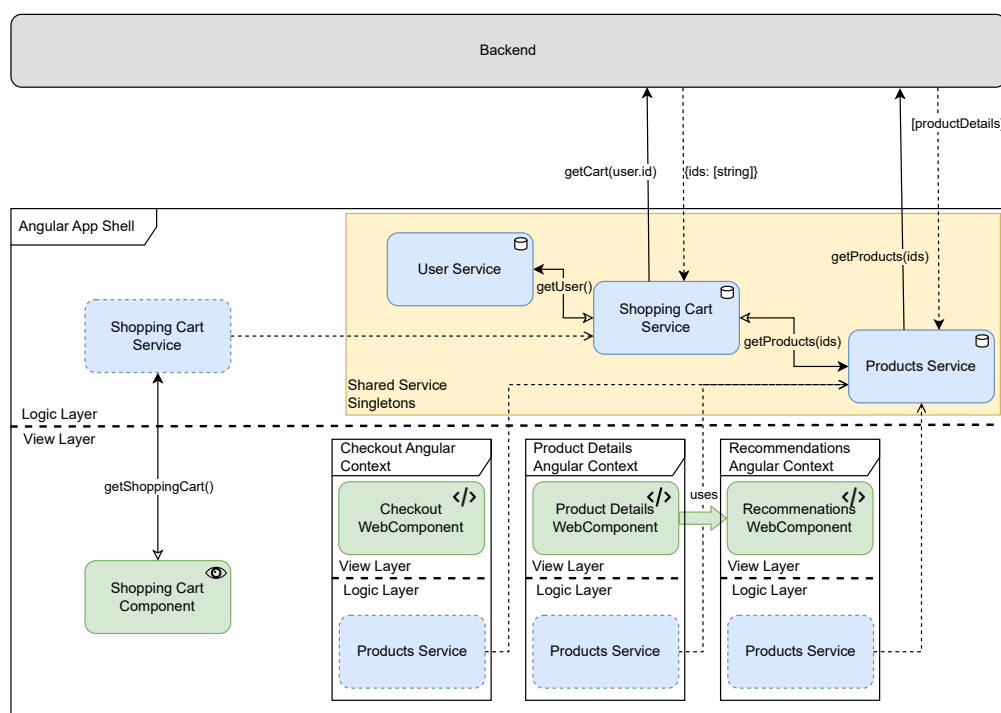 Backend
[productDetails]
getCart(user.id)
{ids: [string]}
Angular App Shell
User Service
getUser()
getProducts(ids)
Shopping Cart
Service
Shopping Cart
Service
getProducts(ids)
Products Service
Shared Service
Singletons
Logic Layer
View Layer
getShoppingCart()
Shopping Cart
Component
Checkout Angular
Context
Checkout
WebComponent
View Layer
Logic Layer
Products Service
Product Details
Angular Context
Product Details
WebComponent
View Layer
Logic Layer
Products Service
uses
Recommendations
Angular Context
Recommenations
WebComponent
View Layer
Logic Layer
Products Service